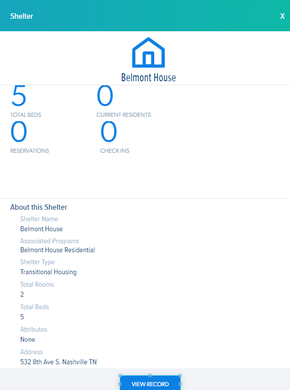 Shelter X
Belmont House
5 0
TOTAL BEDS CURRENT RESIDENTS
0 0
RESERVATIONS CHECK INS
About this Shelter
Shelter Name
Belmont House
Associated Programs
Belmont House Residential
Shelter Type
Transitional Housing
Total Rooms
2
Total Beds
5
Attributes
None
Address
532 8th Ave S. Nashville TN
VIEW RECORD